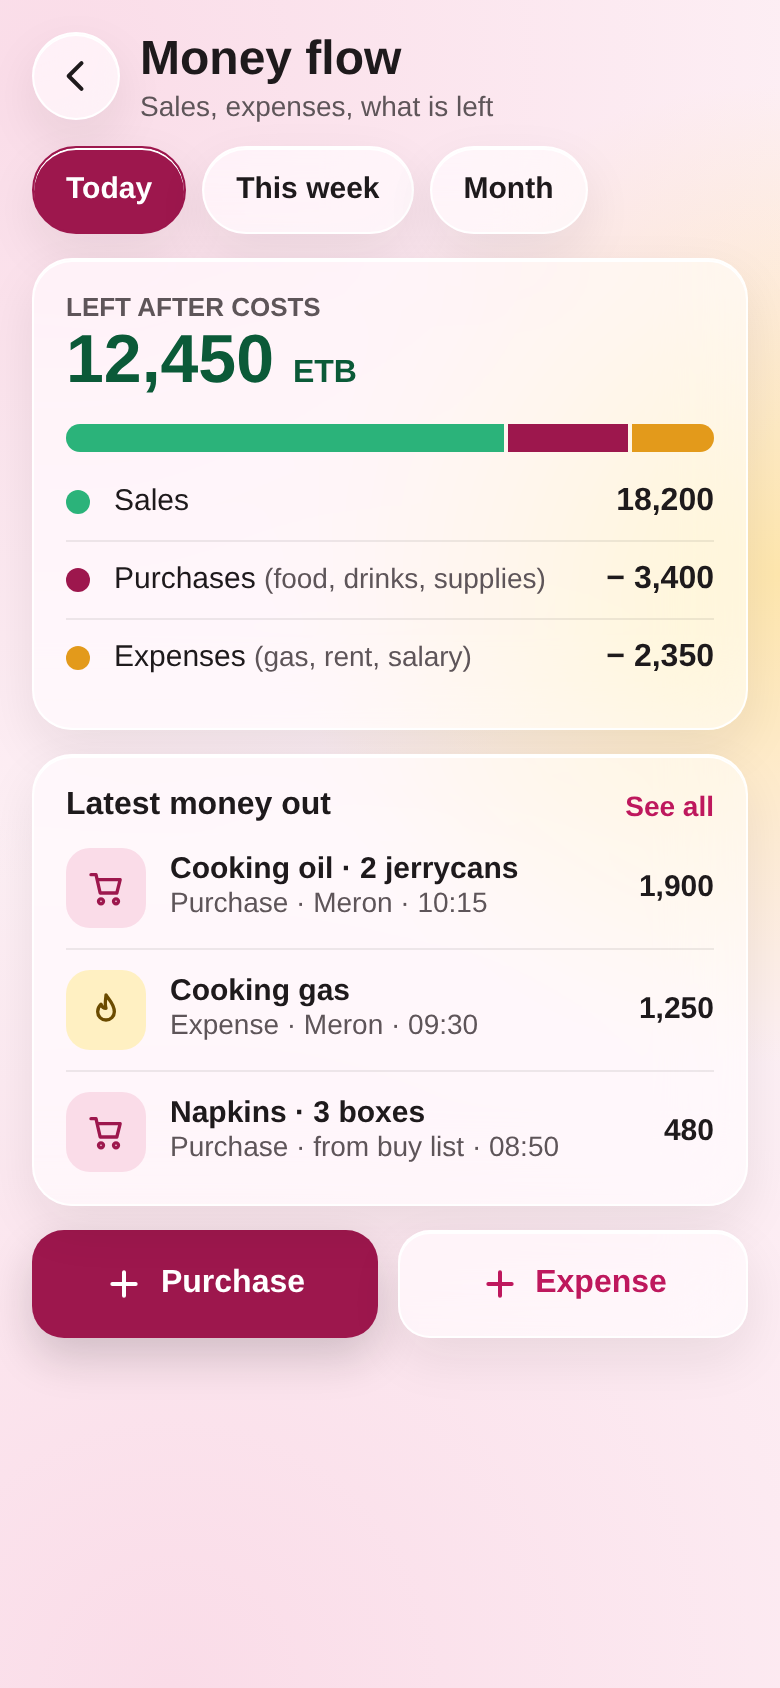 Money flow
Sales, expenses, what is left
Today
This week
Month
LEFT AFTER COSTS
12,450 ETB
Sales 18,200
Purchases (food, drinks, supplies) − 3,400
Expenses (gas, rent, salary) − 2,350
Latest money out See all
Cooking oil · 2 jerrycans
Purchase · Meron · 10:15
1,900
Cooking gas
Expense · Meron · 09:30
1,250
Napkins · 3 boxes
Purchase · from buy list · 08:50
480
+ Purchase
+ Expense